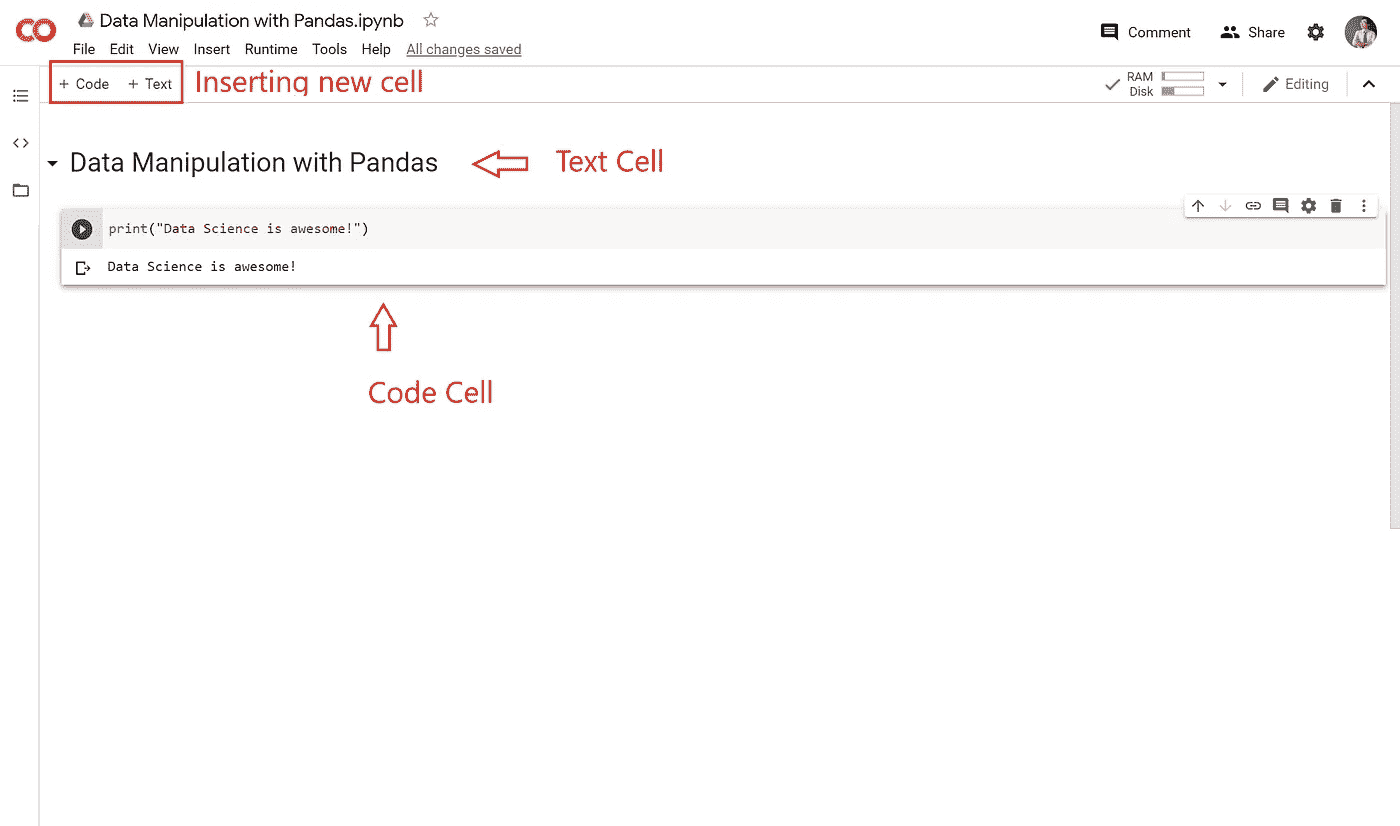 Data Manipulation with Pandas.ipynb
Comment Share
File Edit View Insert Runtime Tools Help All changes saved
+ Code + Text Inserting new cell
RAM
Disk
Editing
Data Manipulation with Pandas Text Cell
print("Data Science is awesome!")
Data Science is awesome!
Code Cell